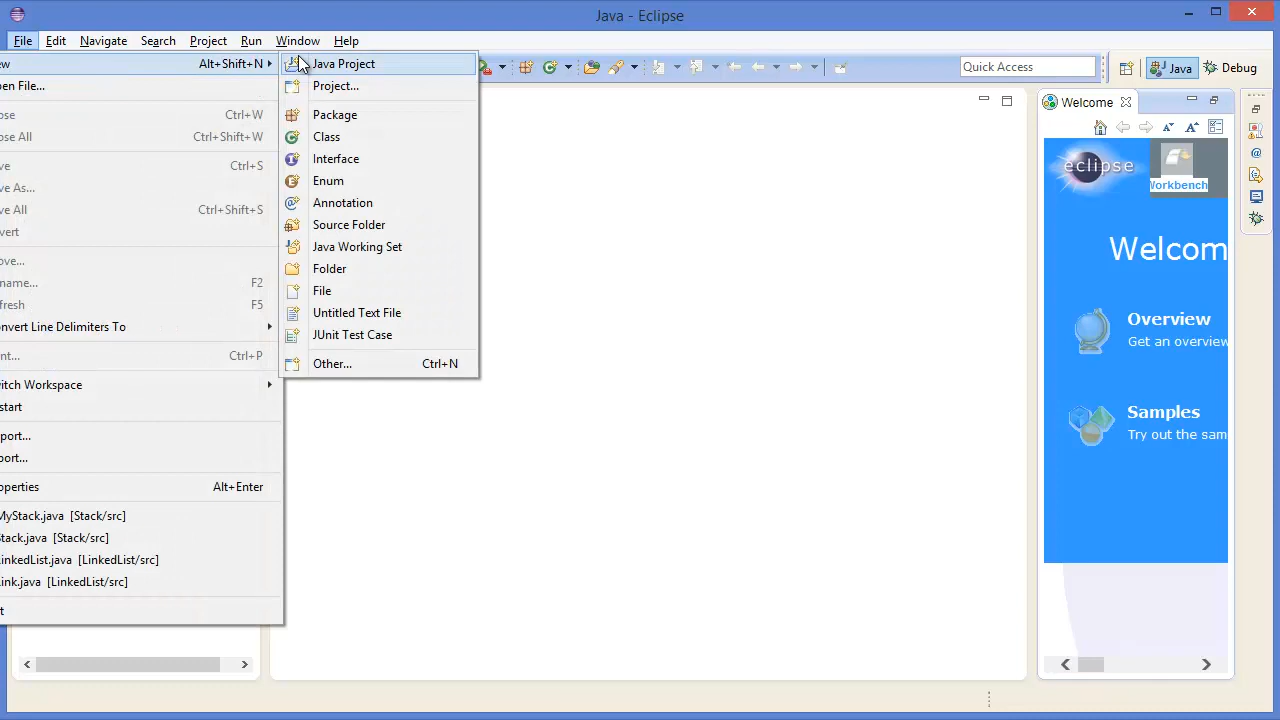 Java - Eclipse
File Edit Navigate Search Project Run Window Help
ew Alt+Shift+N
pen File...
ose Ctrl+W
ose All Ctrl+Shift+W
ve Ctrl+S
ve As...
ve All Ctrl+Shift+S
vert
ove...
name... F2
fresh F5
nvert Line Delimiters To
nt... Ctrl+P
witch Workspace
start
port...
port...
operties Alt+Enter
MyStack.java [Stack/src]
Stack.java [Stack/src]
inkedList.java [LinkedList/src]
ink.java [LinkedList/src]
t
Java Project
Project...
Package
Class
Interface
Enum
Annotation
Source Folder
Java Working Set
Folder
File
Untitled Text File
JUnit Test Case
Other... Ctrl+N
Quick Access
Java Debug
Welcome
eclipse
Workbench
Welcom
Overview
Get an overview
Samples
Try out the sam